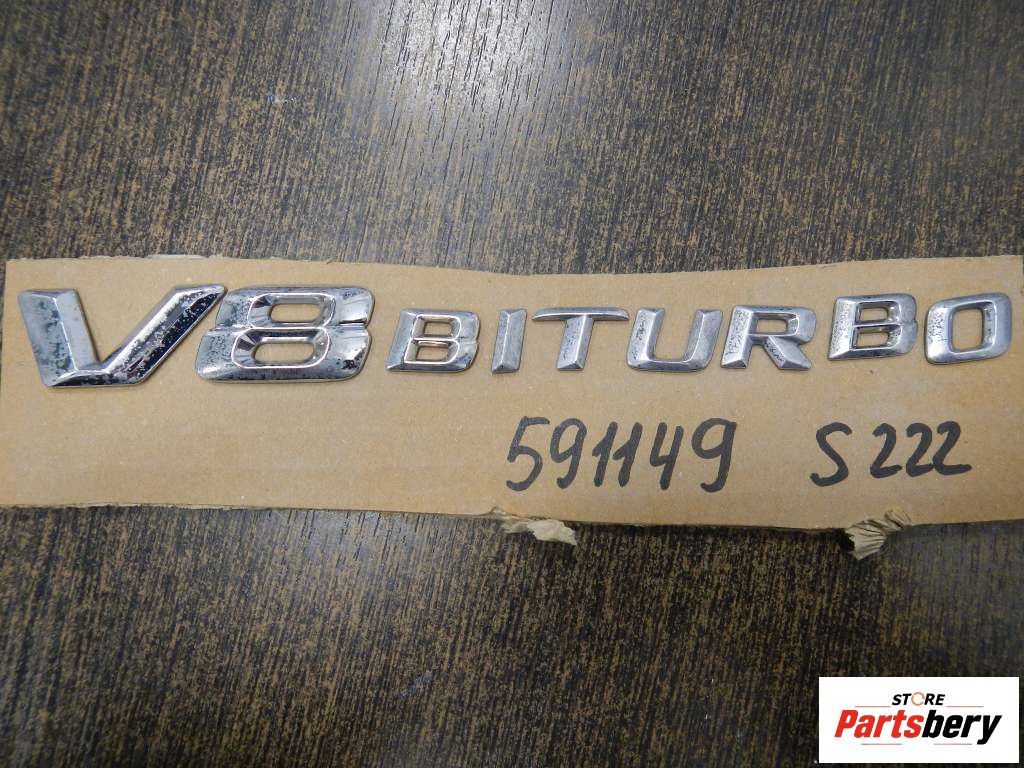 V8 BITURBO
591149 S222
STORE
Partsbery